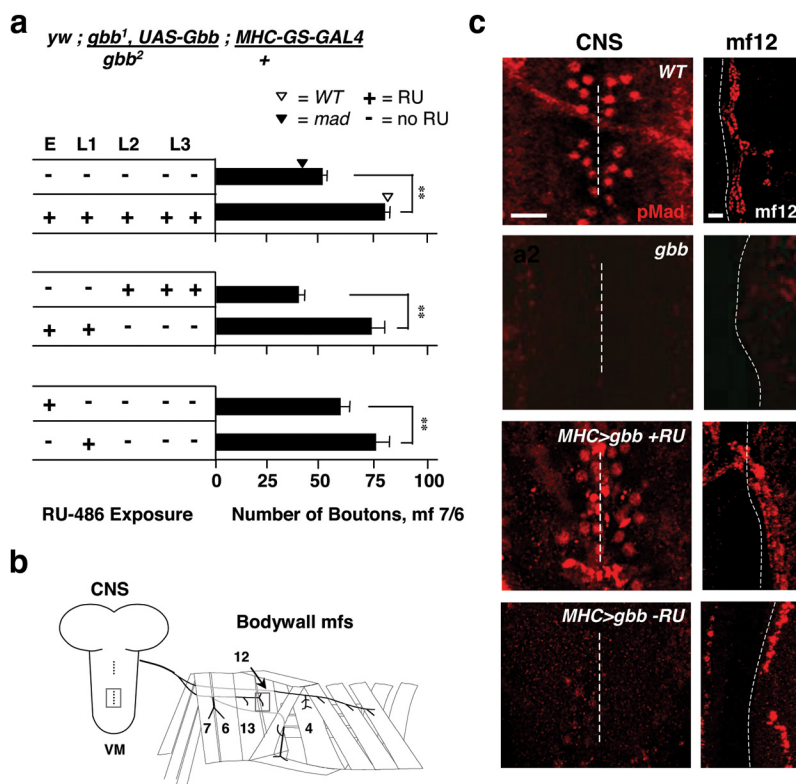 a
yw ; gbb1, UAS-Gbb ; MHC-GS-GAL4
gbb2 +
▽ = WT + = RU
▼ = mad - = no RU
E L1 L2 L3
- - - - -
**
+ + + + +
- - + + +
**
+ + - - -
+ - - - -
**
- + - - -
0 25 50 75 100
RU-486 Exposure Number of Boutons, mf 7/6
b
CNS
Bodywall mfs
12
7 6 13 4
VM
c
CNS mf12
WT
pMad mf12
a2 gbb
MHC>gbb +RU
MHC>gbb -RU